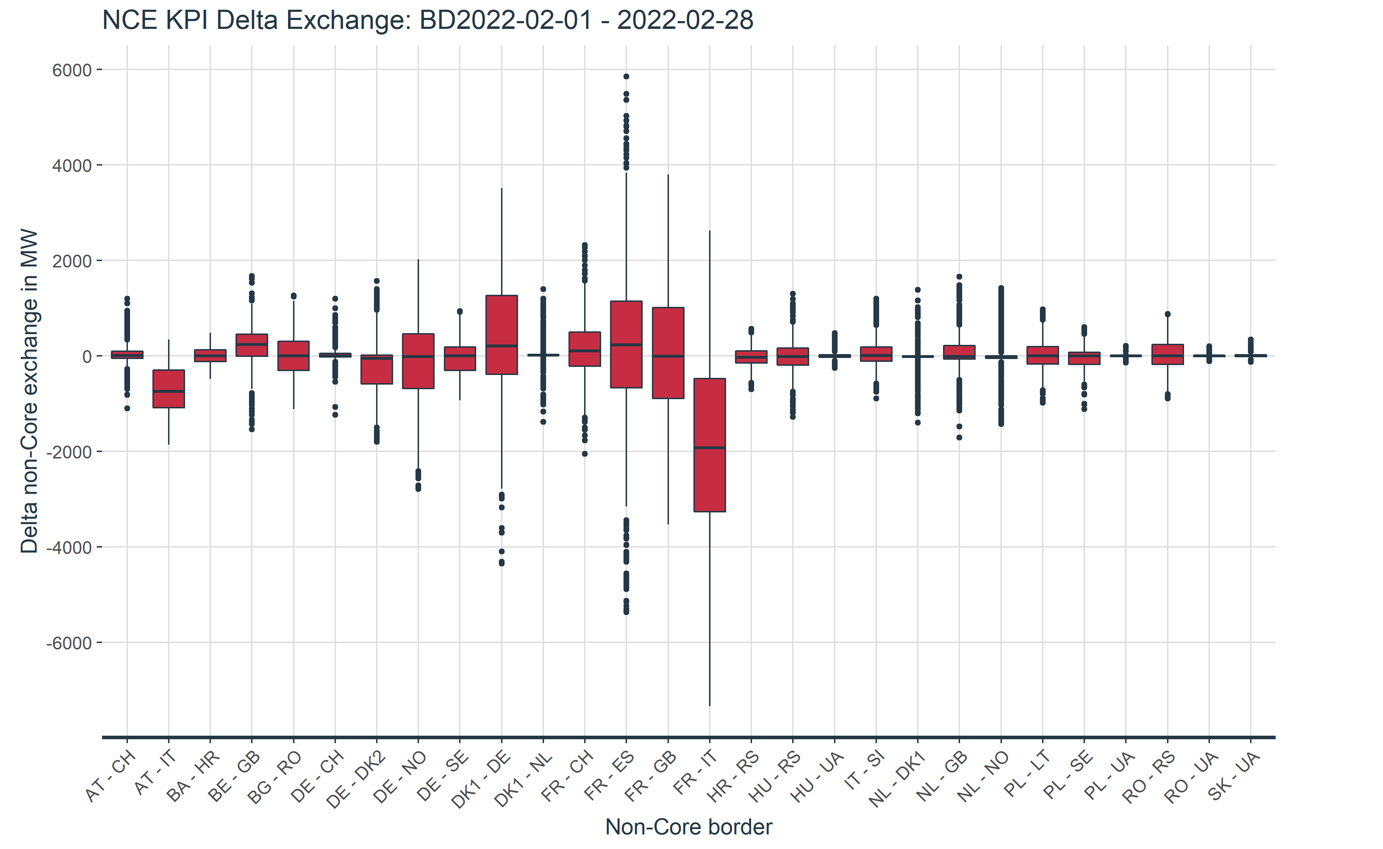 NCE KPI Delta Exchange: BD2022-02-01 - 2022-02-28
Delta non-Core exchange in MW
6000
4000
2000
0
-2000
-4000
-6000
AT - CH
AT - IT
BA - HR
BE - GB
BG - RO
DE - CH
DE - DK2
DE - NO
DE - SE
DK1 - DE
DK1 - NL
FR - CH
FR - ES
FR - GB
FR - IT
HR - RS
HU - RS
HU - UA
IT - SI
NL - DK1
NL - GB
NL - NO
PL - LT
PL - SE
PL - UA
RO - RS
RO - UA
SK - UA
Non-Core border